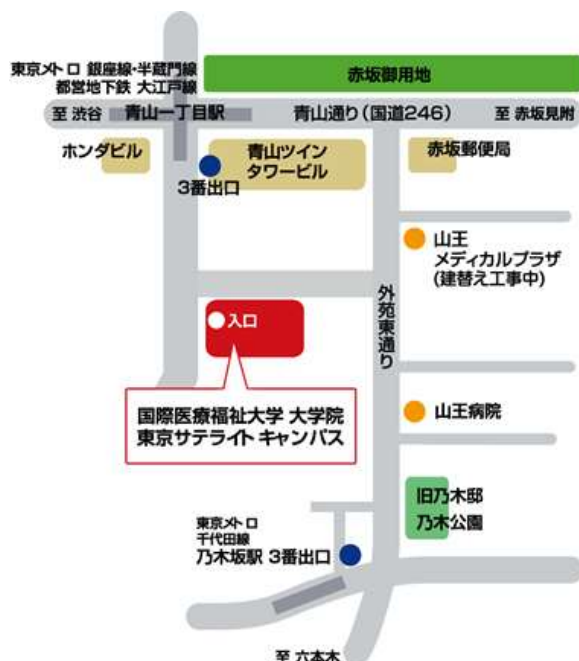 東京メトロ 銀座線・半蔵門線
都営地下鉄 大江戸線
赤坂御用地
至 渋谷
青山一丁目駅
青山通り(国道246)
至 赤坂見附
ホンダビル
3番出口
青山ツイン
タワービル
赤坂郵便局
山王
メディカルプラザ
(建替え工事中)
外苑東通り
入口
国際医療福祉大学 大学院
東京サテライト キャンパス
山王病院
旧乃木邸
乃木公園
東京メトロ
千代田線
乃木坂駅 3番出口
至 六本木